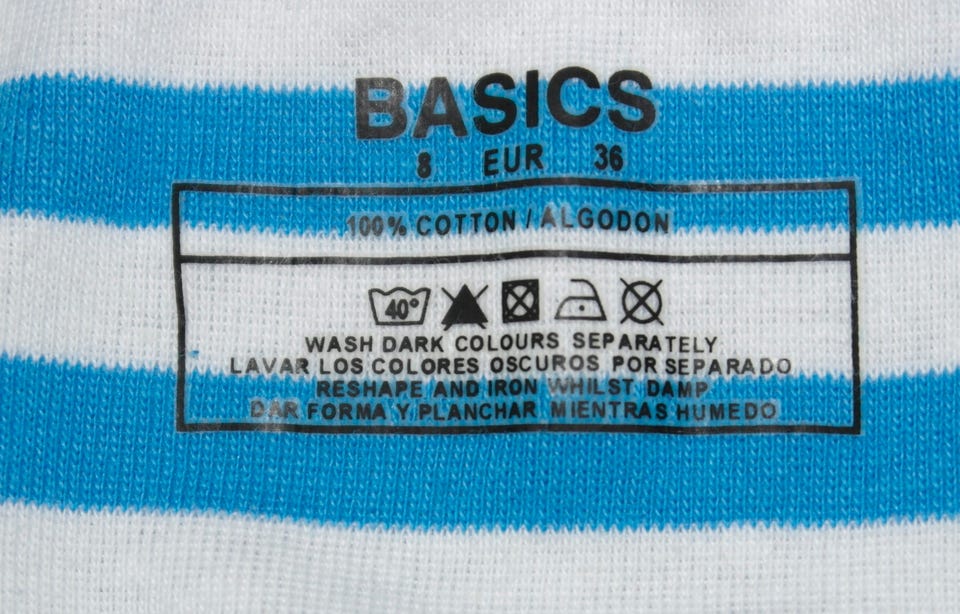 BASICS
8 EUR 36
100% COTTON / ALGODON
40°
WASH DARK COLOURS SEPARATELY
LAVAR LOS COLORES OSCUROS POR SEPARADO
RESHAPE AND IRON WHILST DAMP
DAR FORMA Y PLANCHAR MIENTRAS HUMEDO